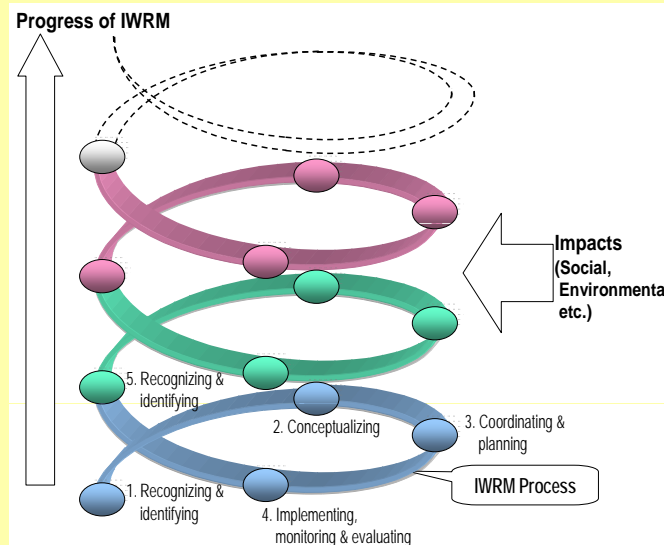 Progress of IWRM
Impacts
(Social,
Environmenta
etc.)
5. Recognizing &
identifying
2. Conceptualizing
3. Coordinating &
planning
1. Recognizing &
identifying
IWRM Process
4. Implementing,
monitoring & evaluating